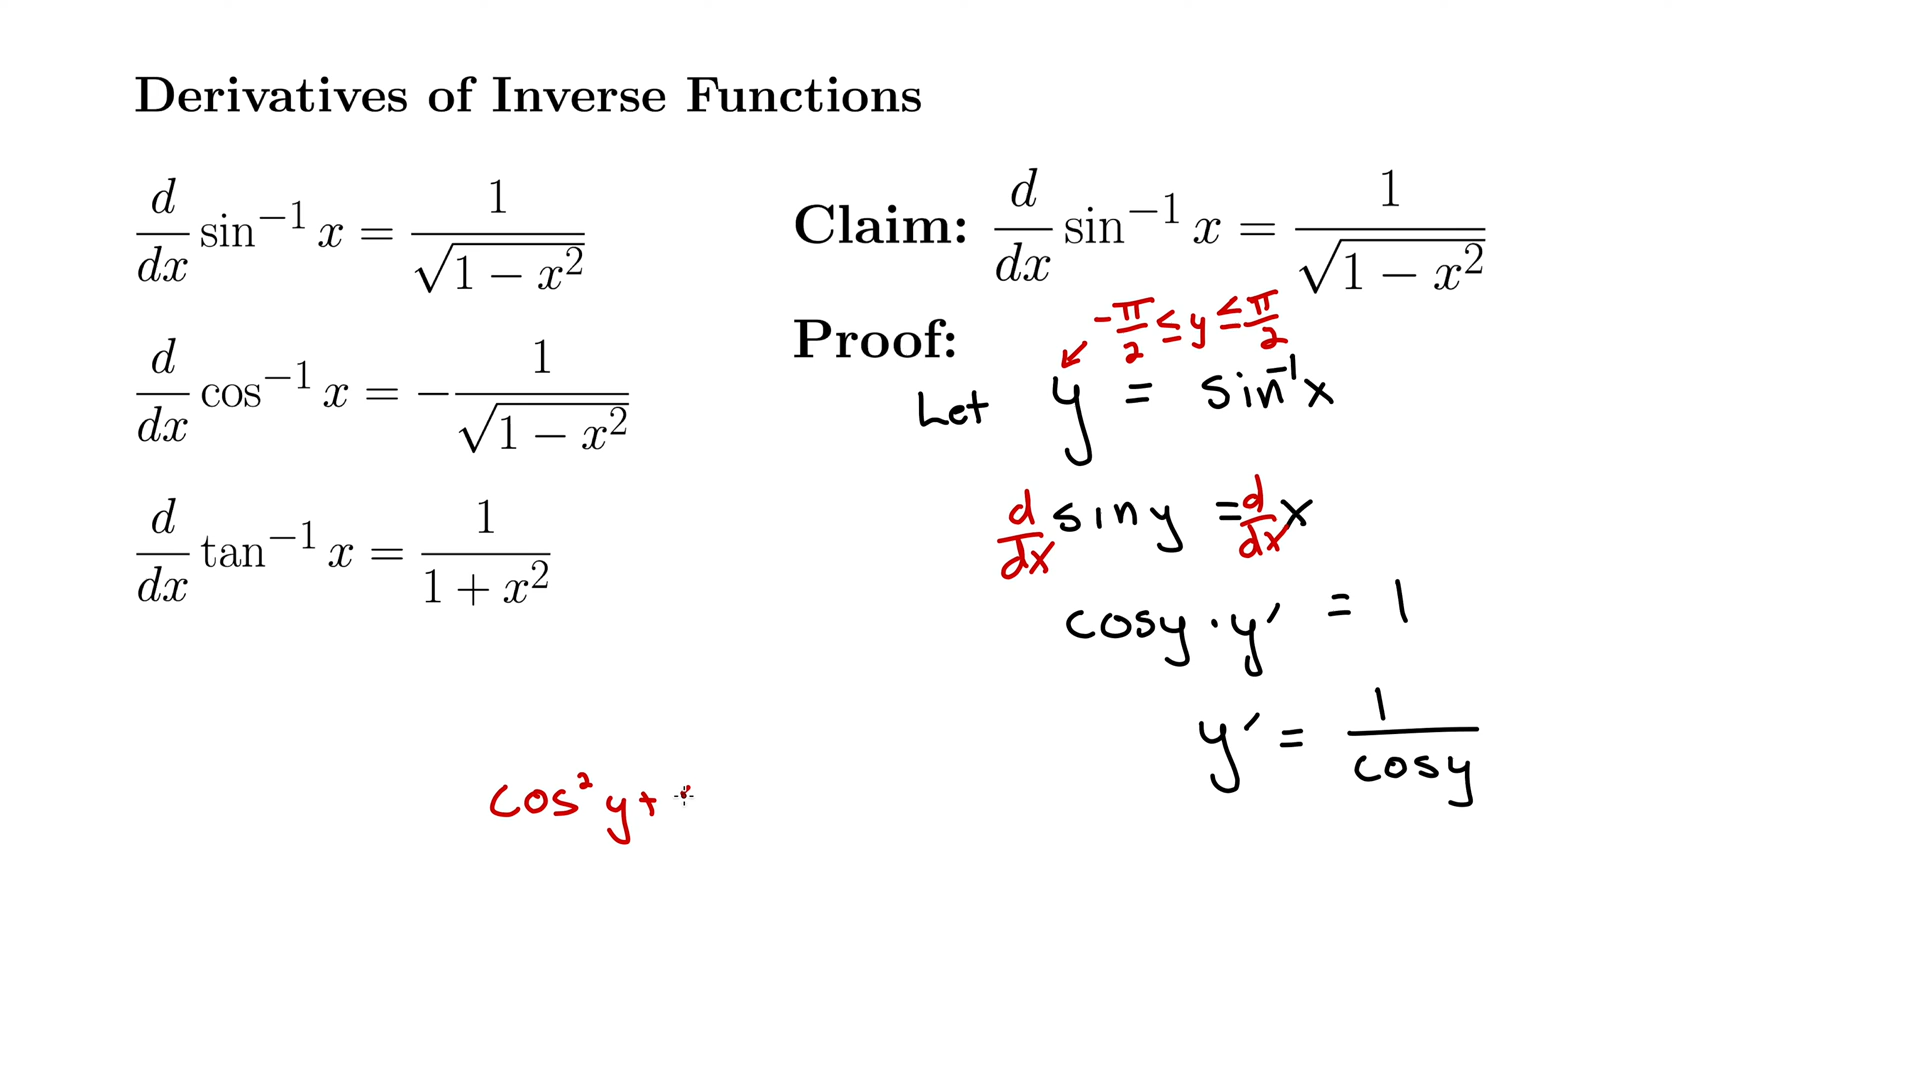 Derivatives of Inverse Functions
d/dx sin⁻¹ x = 1/√(1 − x²)
d/dx cos⁻¹ x = −1/√(1 − x²)
d/dx tan⁻¹ x = 1/(1 + x²)
Claim: d/dx sin⁻¹ x = 1/√(1 − x²)
Proof:
-π/2 ≤ y ≤ π/2
Let y = sin⁻¹x
d/dx sin y = d/dx x
cosy · y′ = 1
y′ = 1/cosy
cos² y +